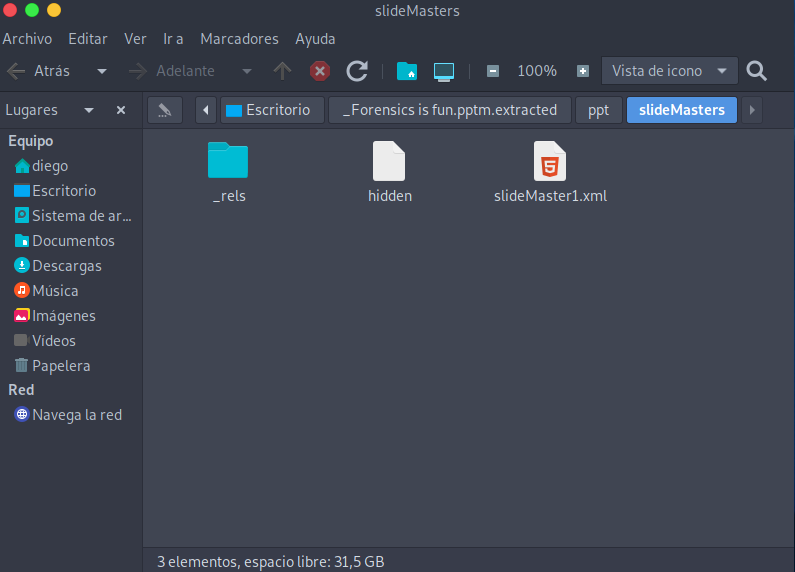 slideMasters
Archivo Editar Ver Ir a Marcadores Ayuda
Atrás Adelante 100% Vista de icono
Lugares Escritorio _Forensics is fun.pptm.extracted ppt slideMasters
Equipo
diego
Escritorio
Sistema de ar...
Documentos
Descargas
Música
Imágenes
Vídeos
Papelera
Red
Navega la red
_rels hidden slideMaster1.xml
3 elementos, espacio libre: 31,5 GB